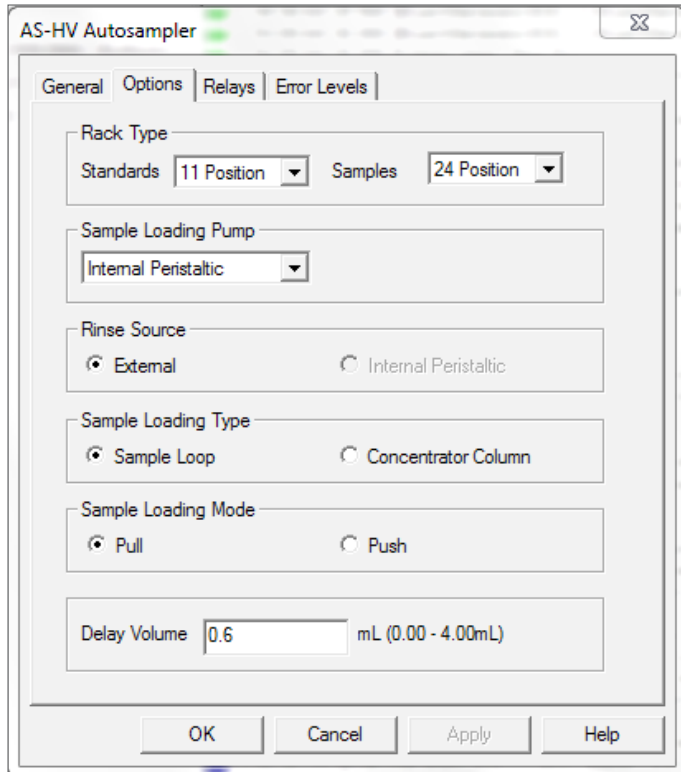 AS-HV Autosampler
General Options Relays Error Levels
Rack Type
Standards 11 Position Samples 24 Position
Sample Loading Pump
Internal Peristaltic
Rinse Source
External Internal Peristaltic
Sample Loading Type
Sample Loop Concentrator Column
Sample Loading Mode
Pull Push
Delay Volume 0.6 mL (0.00 - 4.00mL)
OK Cancel Apply Help